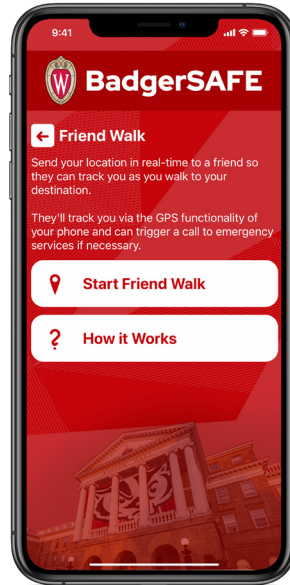 9:41
W
BadgerSAFE
Friend Walk
Send your location in real-time to a friend so
they can track you as you walk to your
destination.
They'll track you via the GPS functionality of
your phone and can trigger a call to emergency
services if necessary.
Start Friend Walk
? How it Works